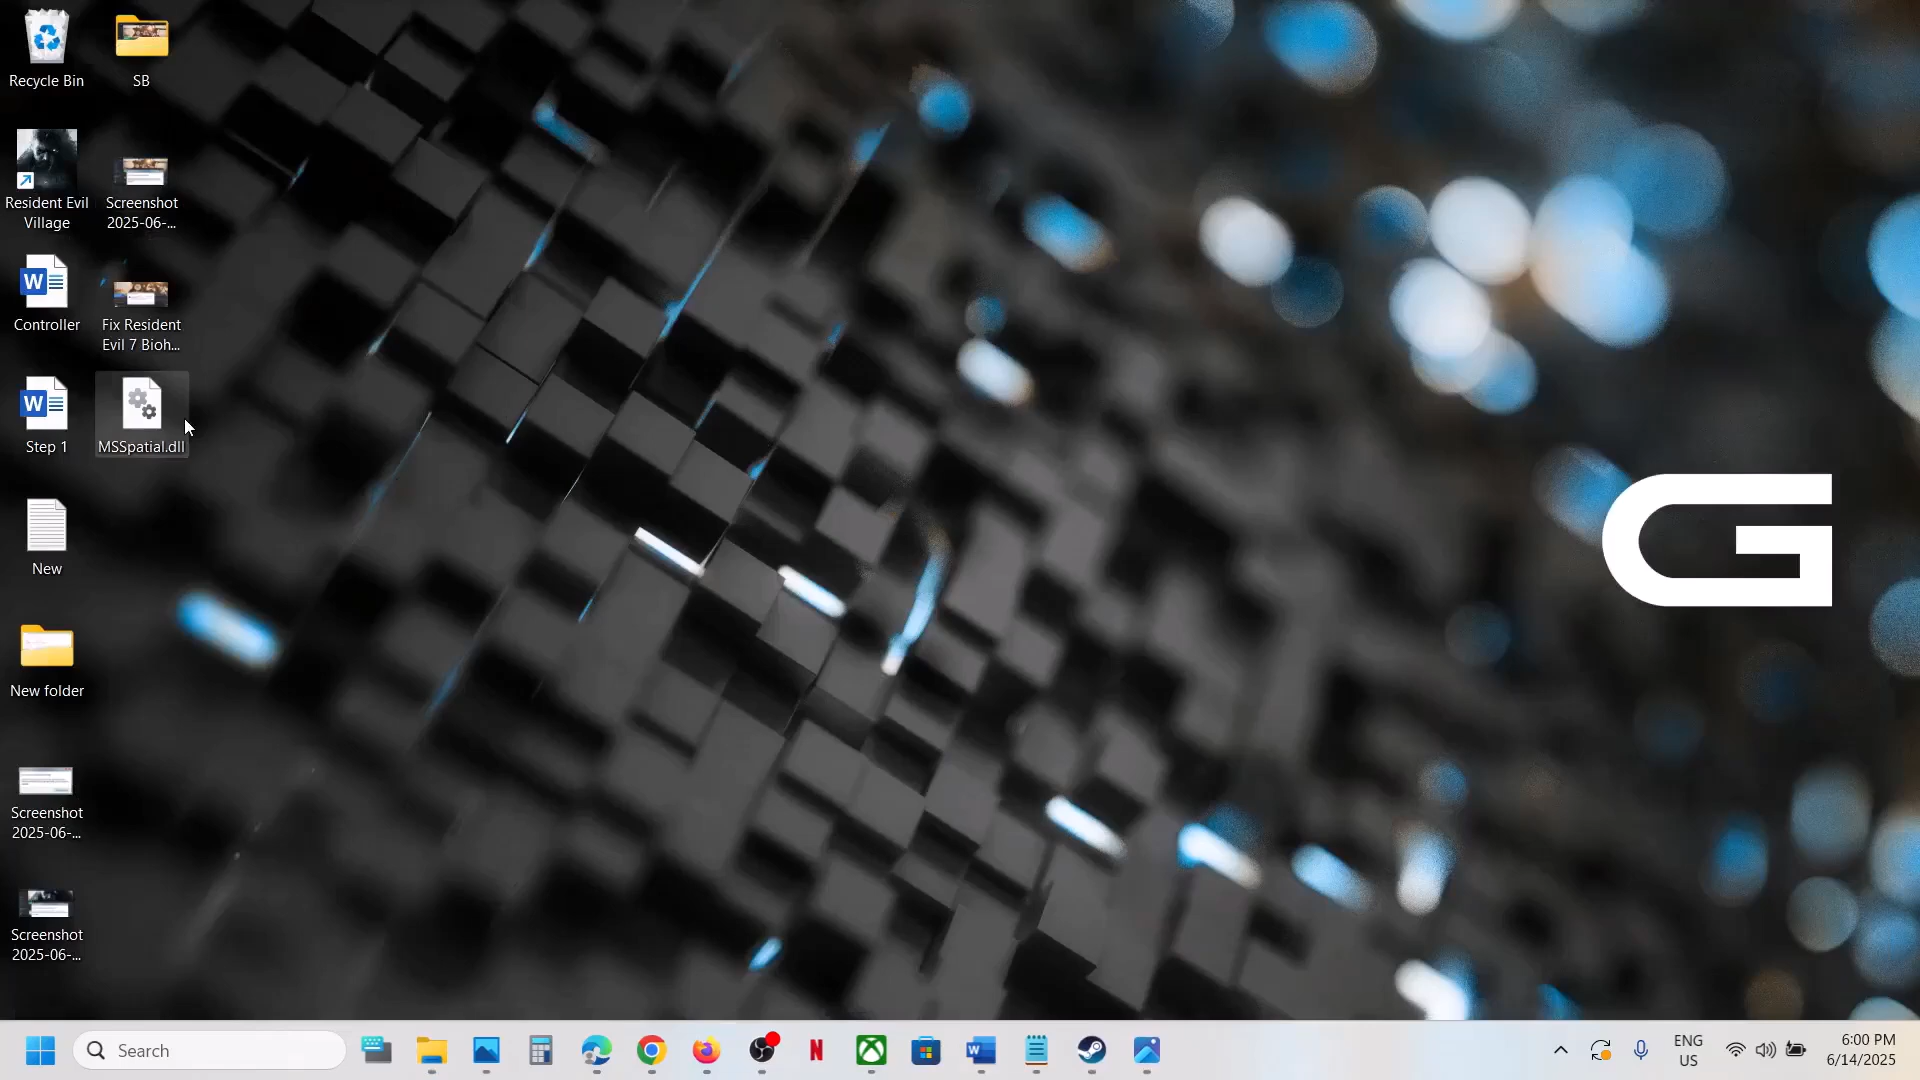 Recycle Bin
SB
Resident Evil
Village
Screenshot
2025-06-...
Controller
Fix Resident
Evil 7 Bioh...
Step 1
MSSpatial.dll
New
New folder
Screenshot
2025-06-...
Screenshot
2025-06-...
G
Search
ENG
US
6:00 PM
6/14/2025